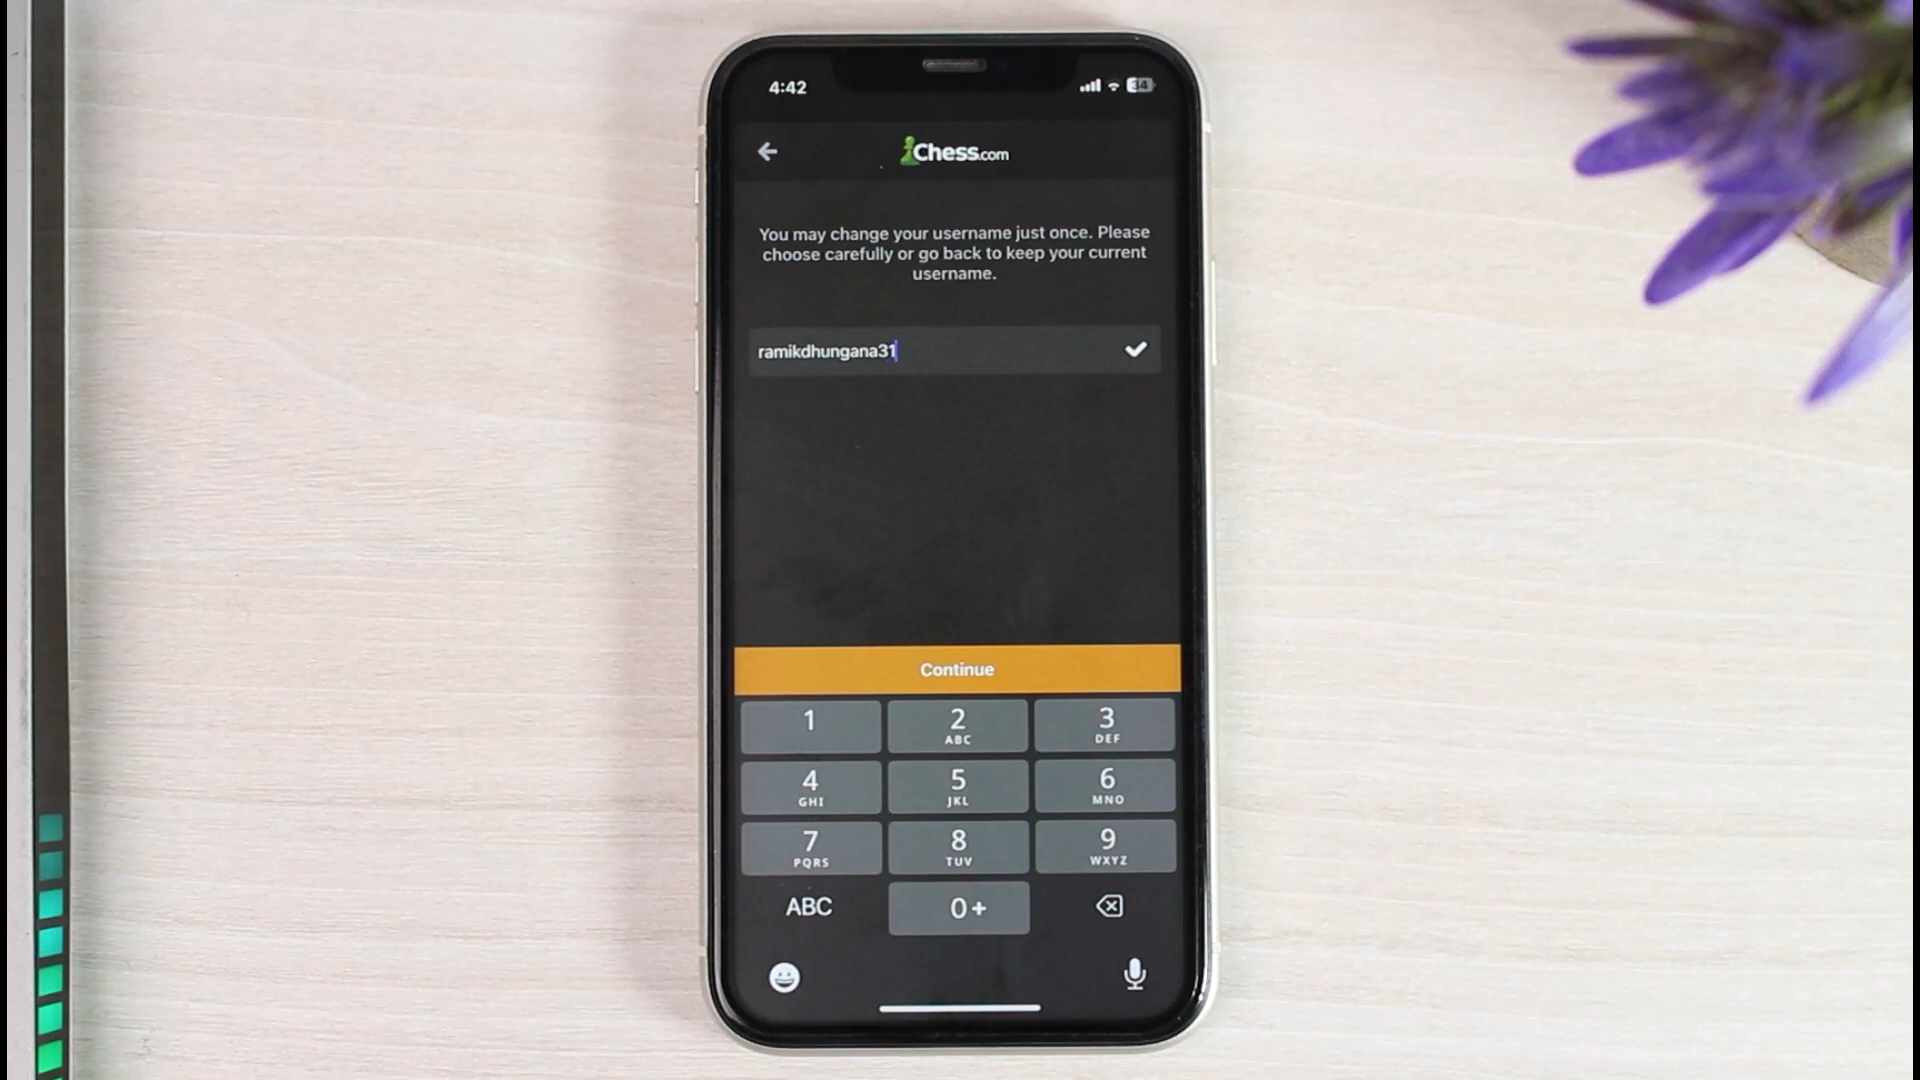 4:42
34
Chess.com
You may change your username just once. Please
choose carefully or go back to keep your current
username.
ramikdhungana31
Continue
1
2
ABC
3
DEF
4
GHI
5
JKL
6
MNO
7
PQRS
8
TUV
9
WXYZ
ABC
0+